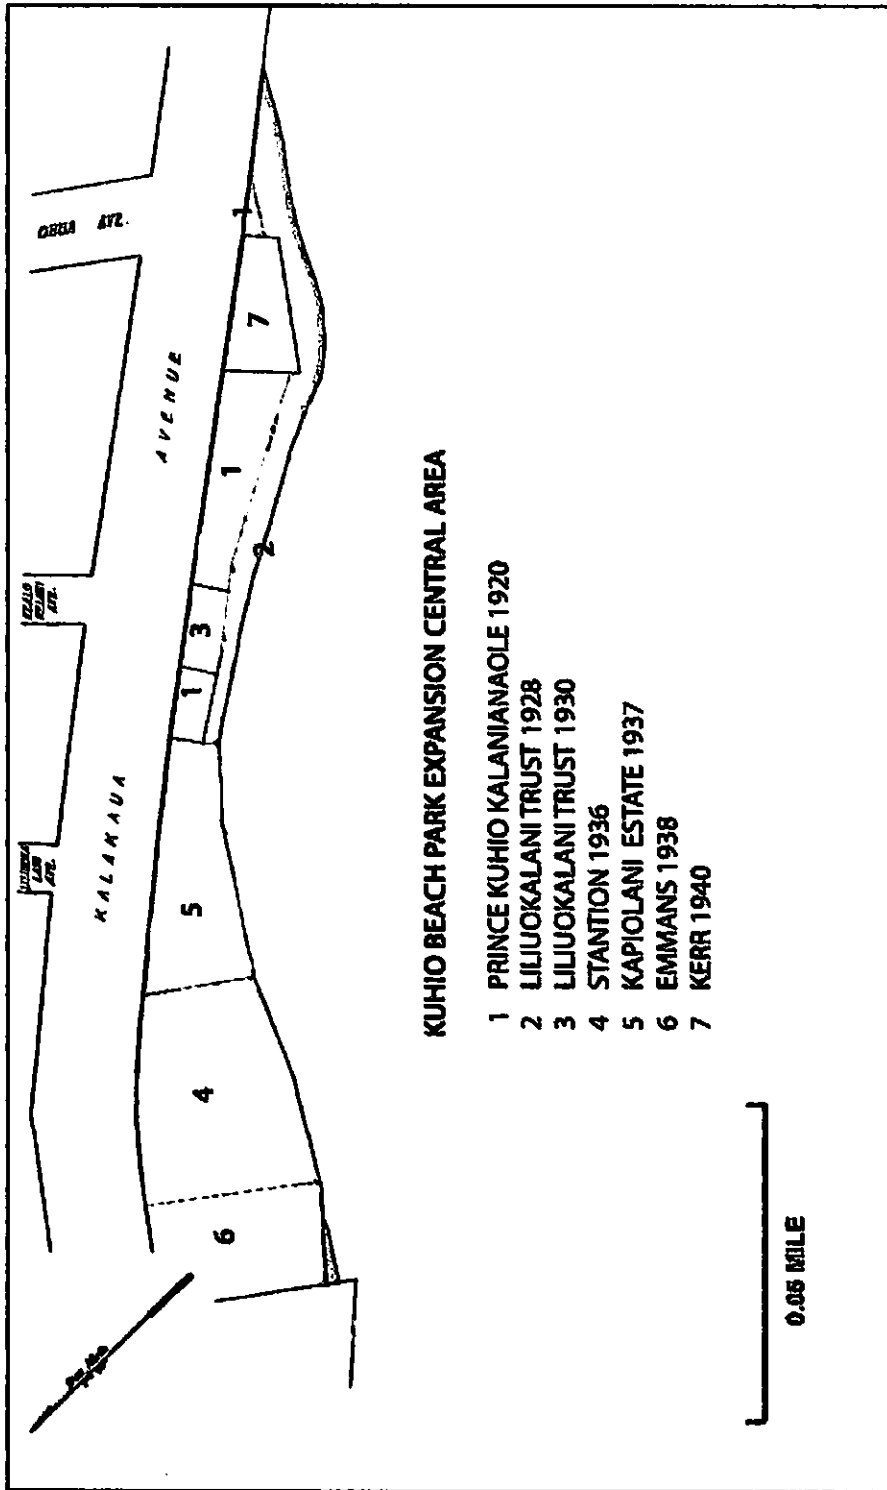 AVE.
KALAKAUA AVENUE
1
7
1
2
3
1
5
4
6
KUHIO BEACH PARK EXPANSION CENTRAL AREA
1 PRINCE KUHIO KALANIANAOLE 1920
2 LILIUOKALANI TRUST 1928
3 LILIUOKALANI TRUST 1930
4 STANTION 1936
5 KAPIOLANI ESTATE 1937
6 EMMANS 1938
7 KERR 1940
0.05 MILE